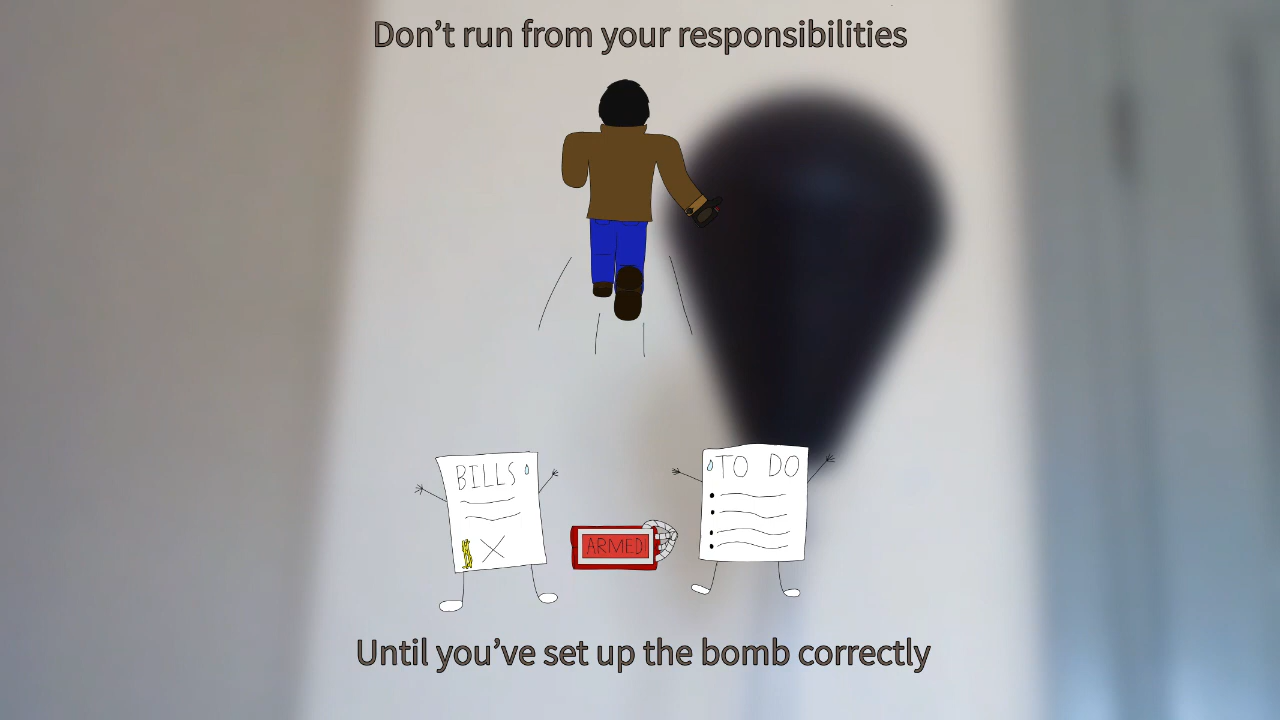 Don’t run from your responsibilities
BILLS
TO DO
ARMED!
Until you’ve set up the bomb correctly